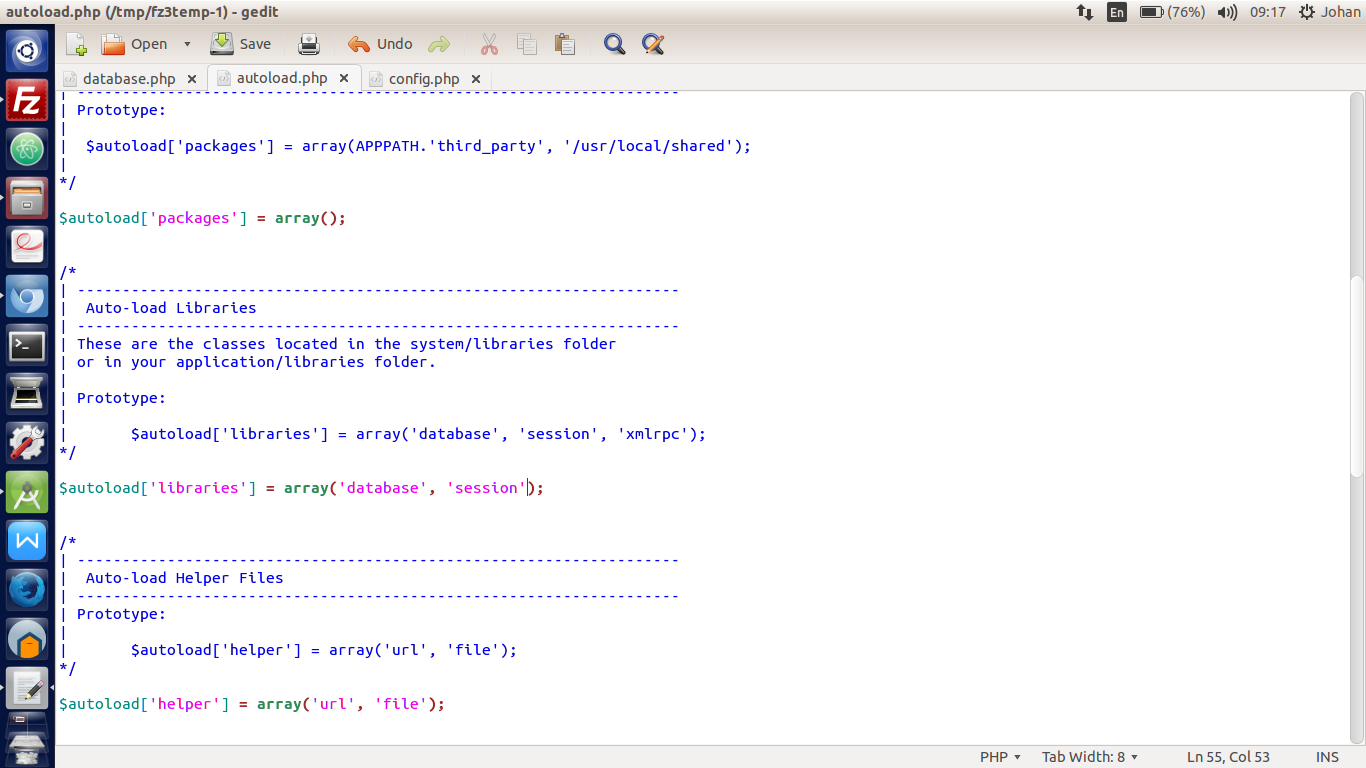 autoload.php (/tmp/fz3temp-1) - gedit
En (76%) 09:17 Johan
Open Save Undo
database.php autoload.php config.php
| -------------------------------------------------------------------
| Prototype:
|
|  $autoload['packages'] = array(APPPATH.'third_party', '/usr/local/shared');
|
*/
$autoload['packages'] = array();
/*
| -------------------------------------------------------------------
|  Auto-load Libraries
| -------------------------------------------------------------------
| These are the classes located in the system/libraries folder
| or in your application/libraries folder.
|
| Prototype:
|
|	$autoload['libraries'] = array('database', 'session', 'xmlrpc');
*/
$autoload['libraries'] = array('database', 'session');
/*
| -------------------------------------------------------------------
|  Auto-load Helper Files
| -------------------------------------------------------------------
| Prototype:
|
|	$autoload['helper'] = array('url', 'file');
*/
$autoload['helper'] = array('url', 'file');
PHP Tab Width: 8 Ln 55, Col 53 INS